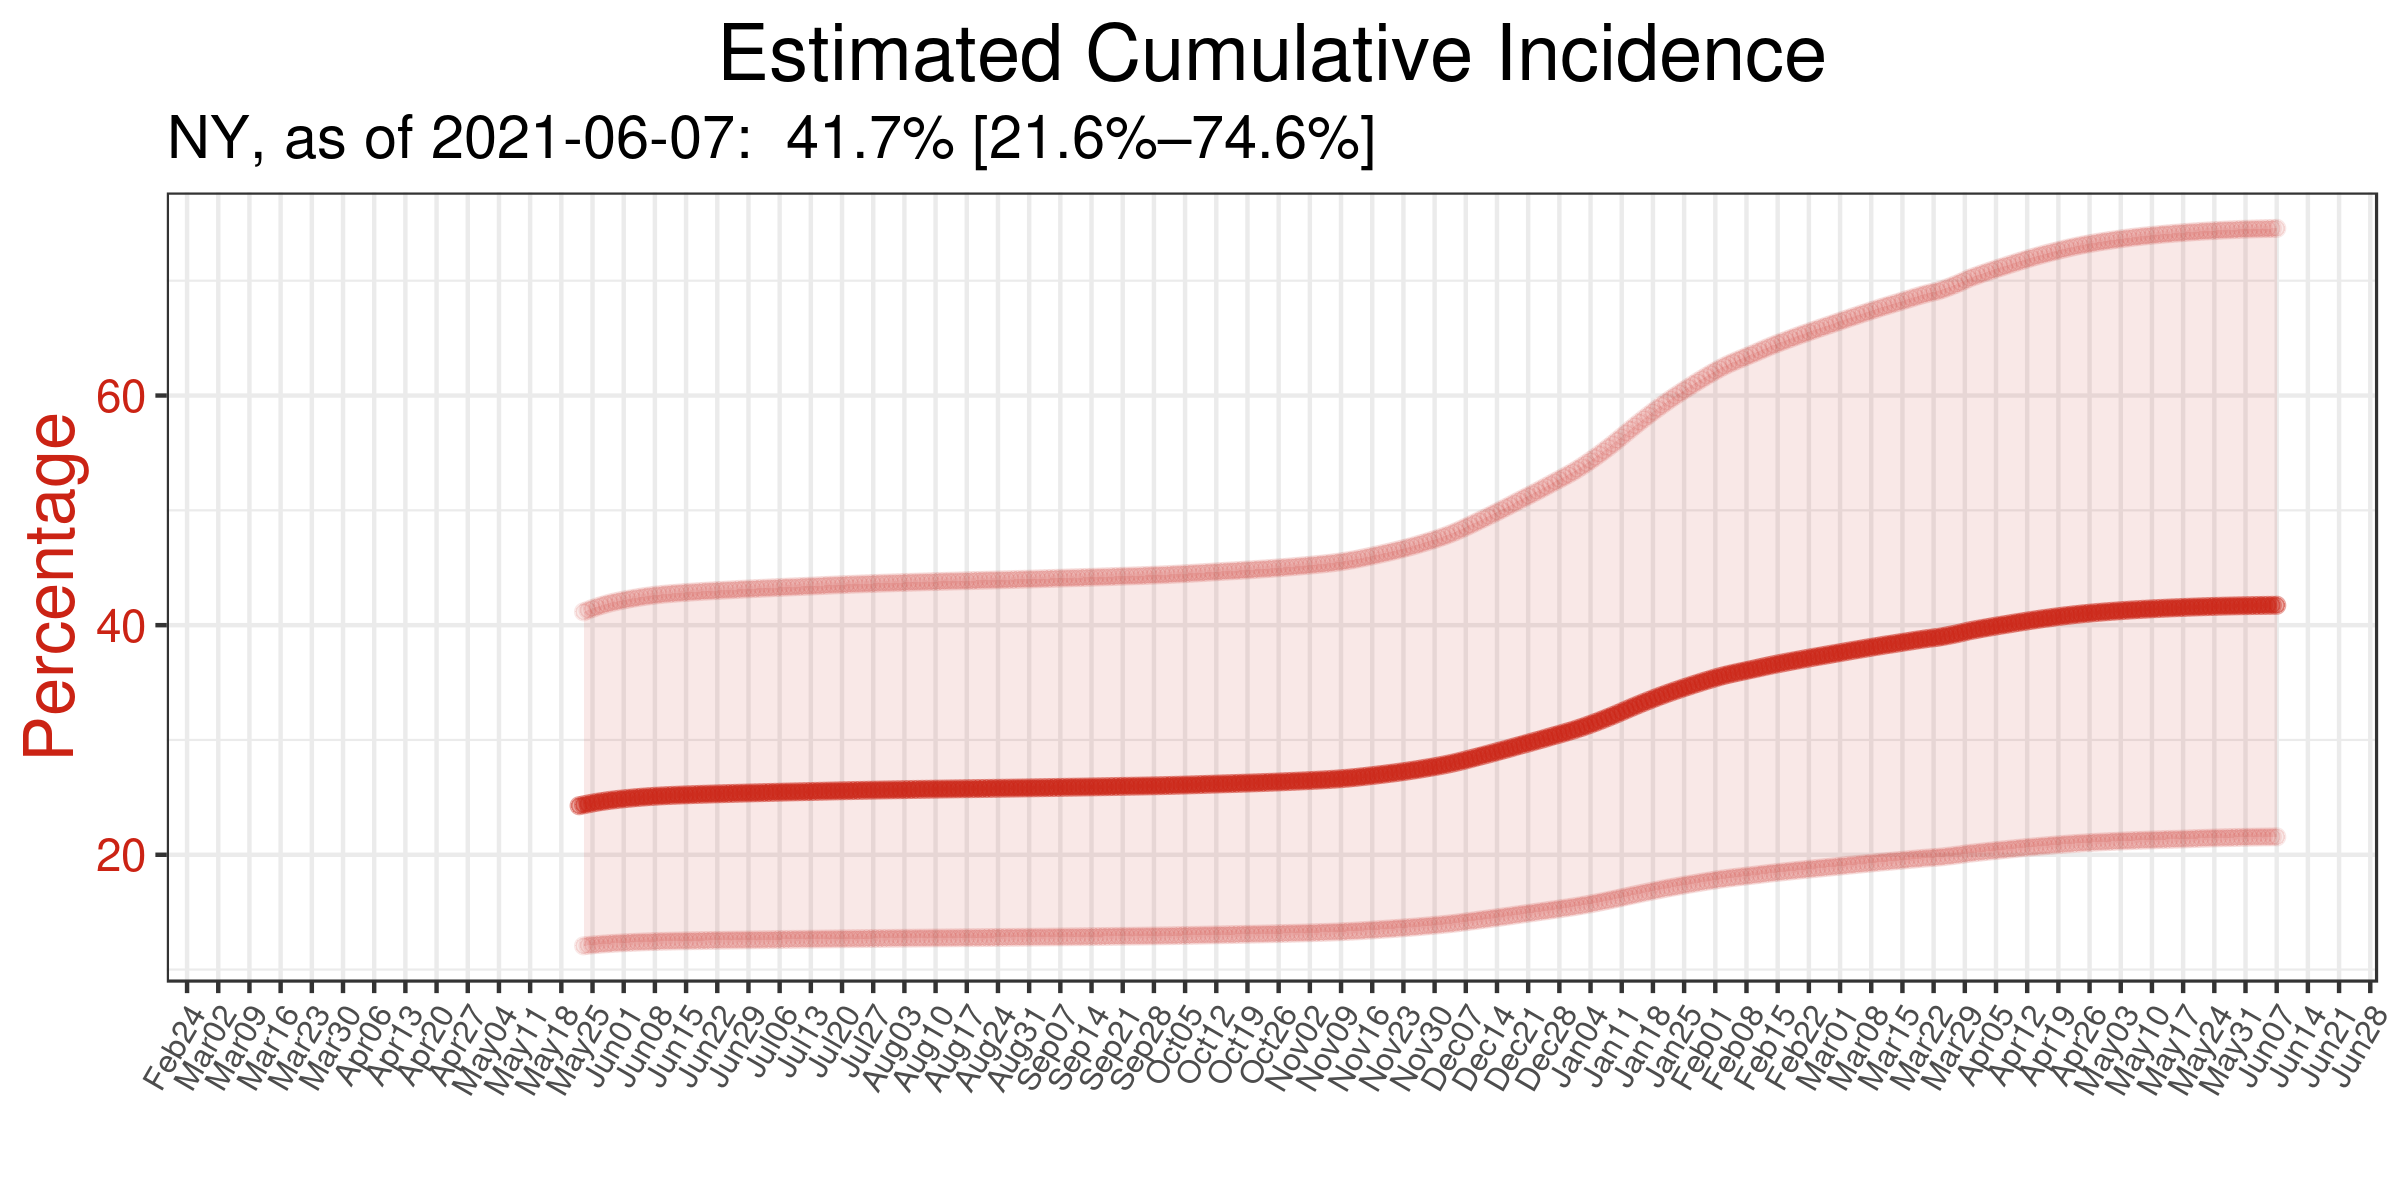 Estimated Cumulative Incidence
NY, as of 2021-06-07:  41.7% [21.6%–74.6%]
Percentage
60
40
20
Feb24
Mar02
Mar09
Mar16
Mar23
Mar30
Apr06
Apr13
Apr20
Apr27
May04
May11
May18
May25
Jun01
Jun08
Jun15
Jun22
Jun29
Jul06
Jul13
Jul20
Jul27
Aug03
Aug10
Aug17
Aug24
Aug31
Sep07
Sep14
Sep21
Sep28
Oct05
Oct12
Oct19
Oct26
Nov02
Nov09
Nov16
Nov23
Nov30
Dec07
Dec14
Dec21
Dec28
Jan04
Jan11
Jan18
Jan25
Feb01
Feb08
Feb15
Feb22
Mar01
Mar08
Mar15
Mar22
Mar29
Apr05
Apr12
Apr19
Apr26
May03
May10
May17
May24
May31
Jun07
Jun14
Jun21
Jun28